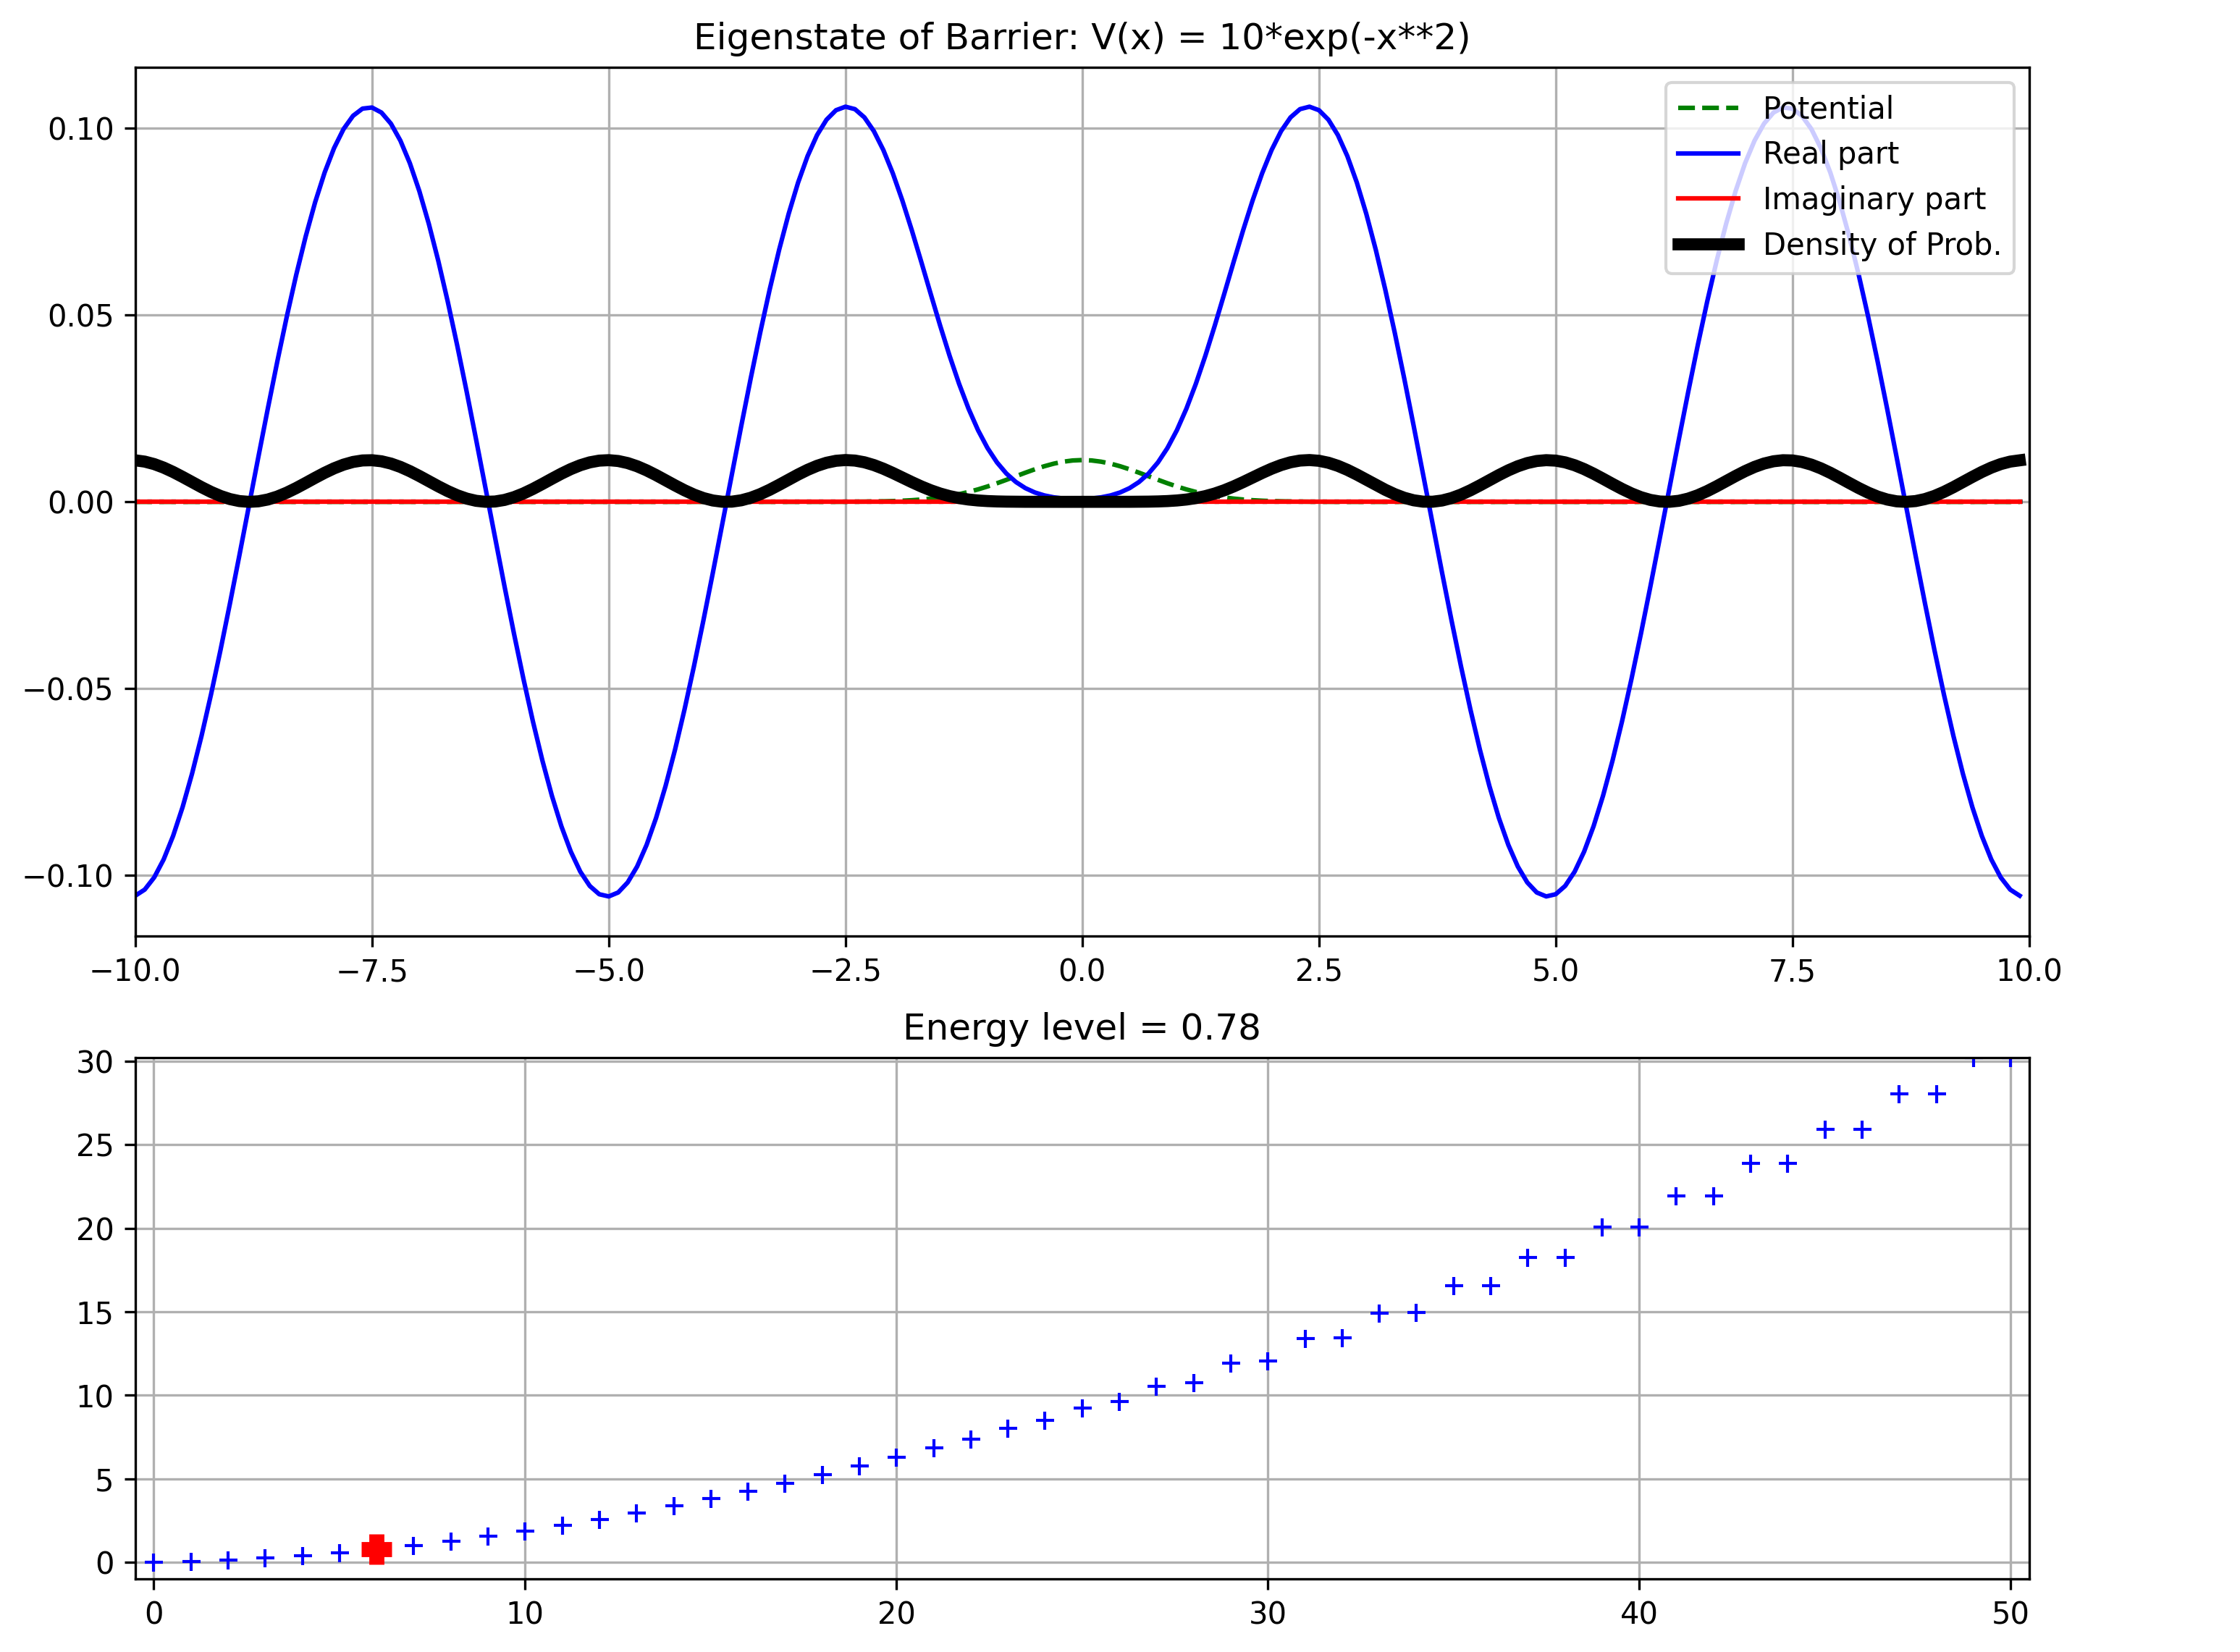 Eigenstate of Barrier: V(x) = 10*exp(-x**2)
Potential
Real part
Imaginary part
Density of Prob.
0.10
0.05
0.00
−0.05
−0.10
−10.0 −7.5 −5.0 −2.5 0.0 2.5 5.0 7.5 10.0
Energy level = 0.78
30
25
20
15
10
5
0
0 10 20 30 40 50